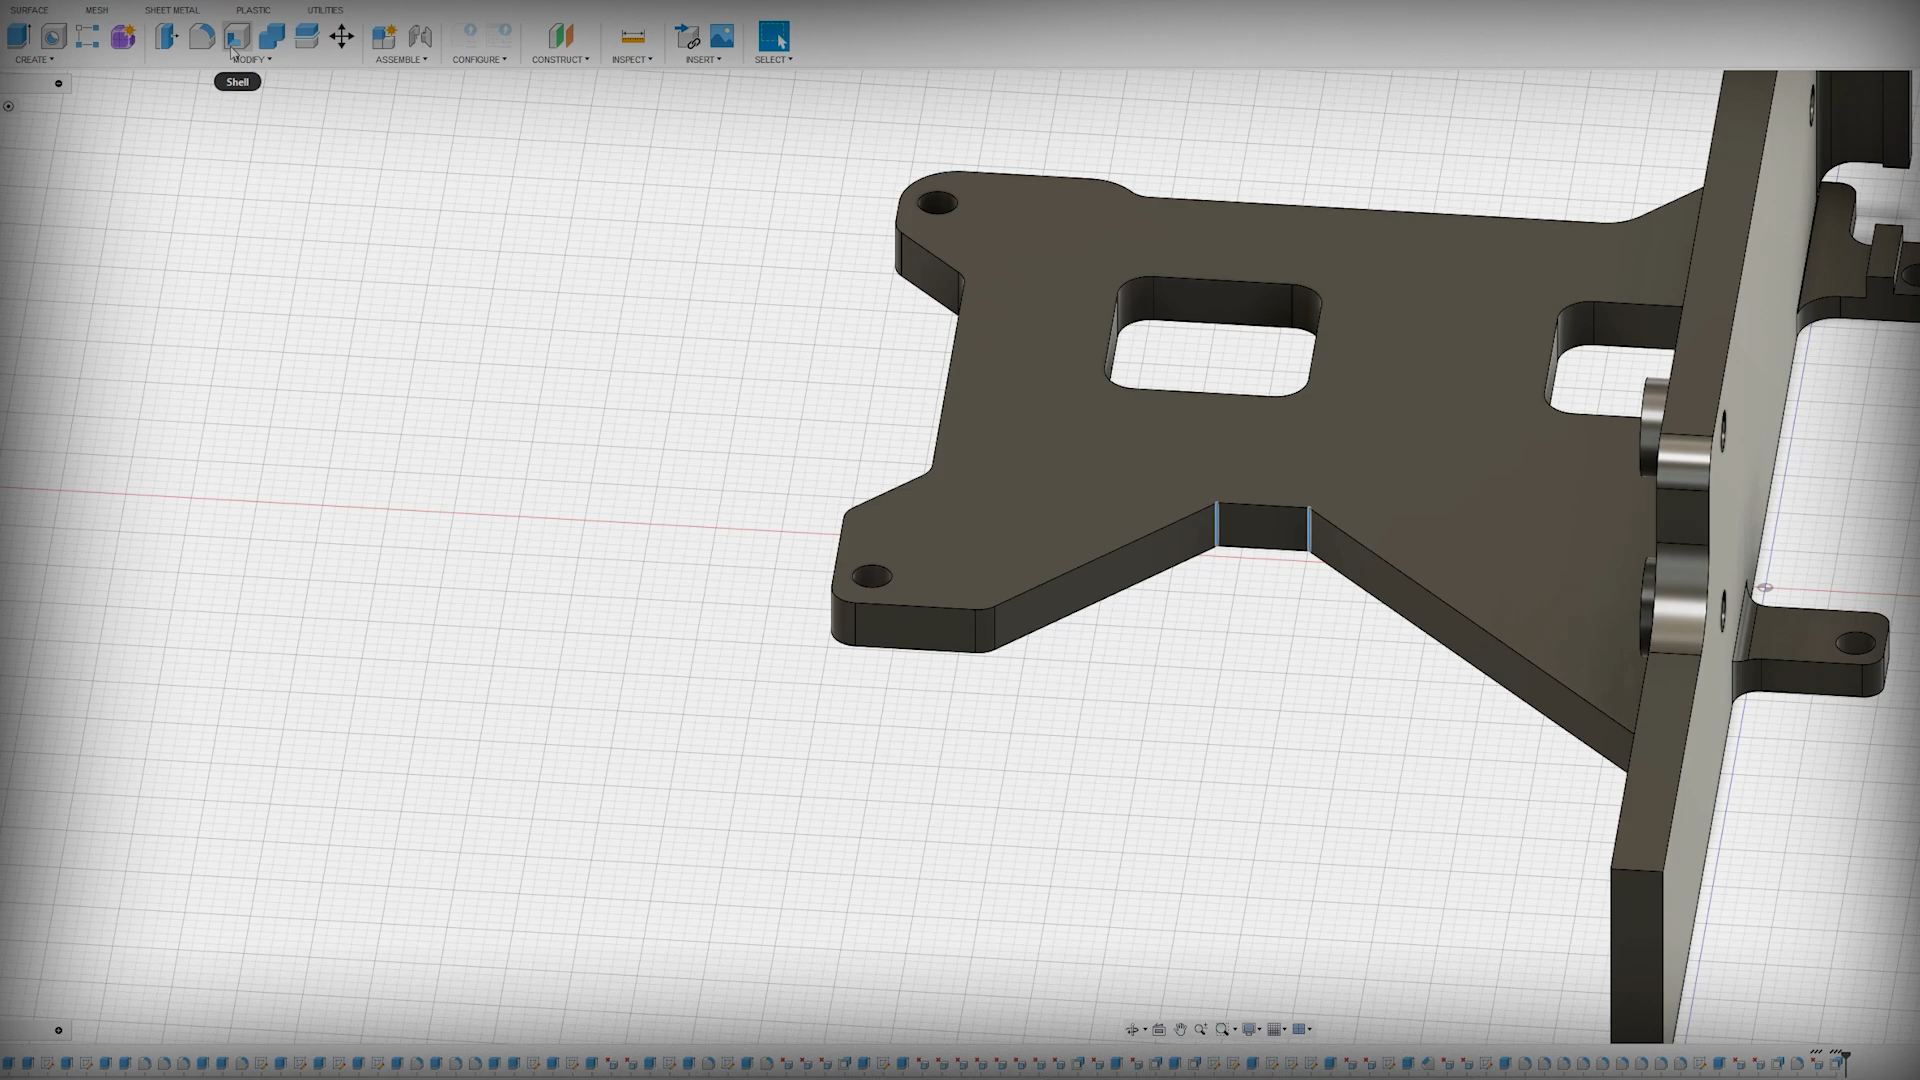 SURFACE MESH SHEET METAL PLASTIC UTILITIES
CREATE MODIFY ASSEMBLE CONFIGURE CONSTRUCT INSPECT INSERT SELECT
Shell